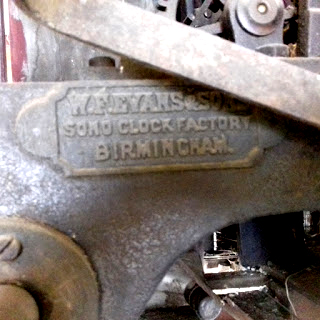 W.F. EVANS & SONS
SOHO CLOCK FACTORY
BIRMINGHAM.